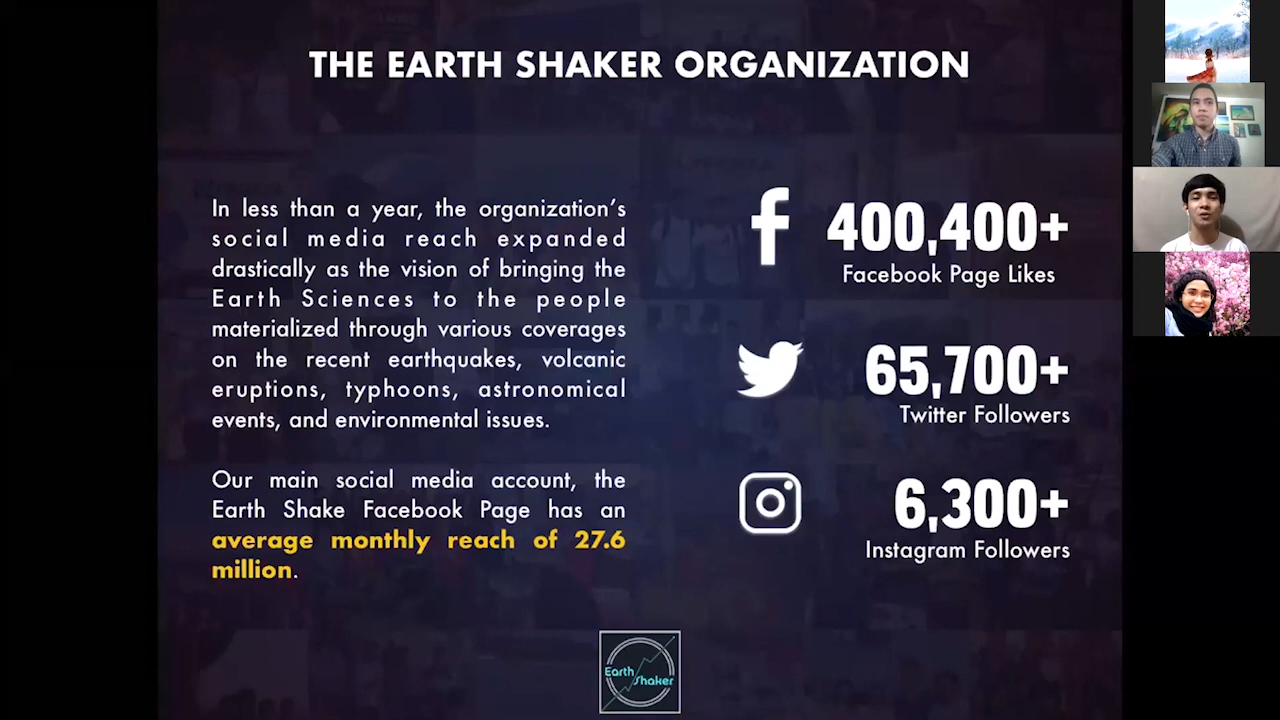 THE EARTH SHAKER ORGANIZATION
In less than a year, the organization's
social media reach expanded
drastically as the vision of bringing the
Earth Sciences to the people
materialized through various coverages
on the recent earthquakes, volcanic
eruptions, typhoons, astronomical
events, and environmental issues.
Our main social media account, the
Earth Shake Facebook Page has an
average monthly reach of 27.6
million.
400,400+
Facebook Page Likes
65,700+
Twitter Followers
6,300+
Instagram Followers
Earth
Shaker